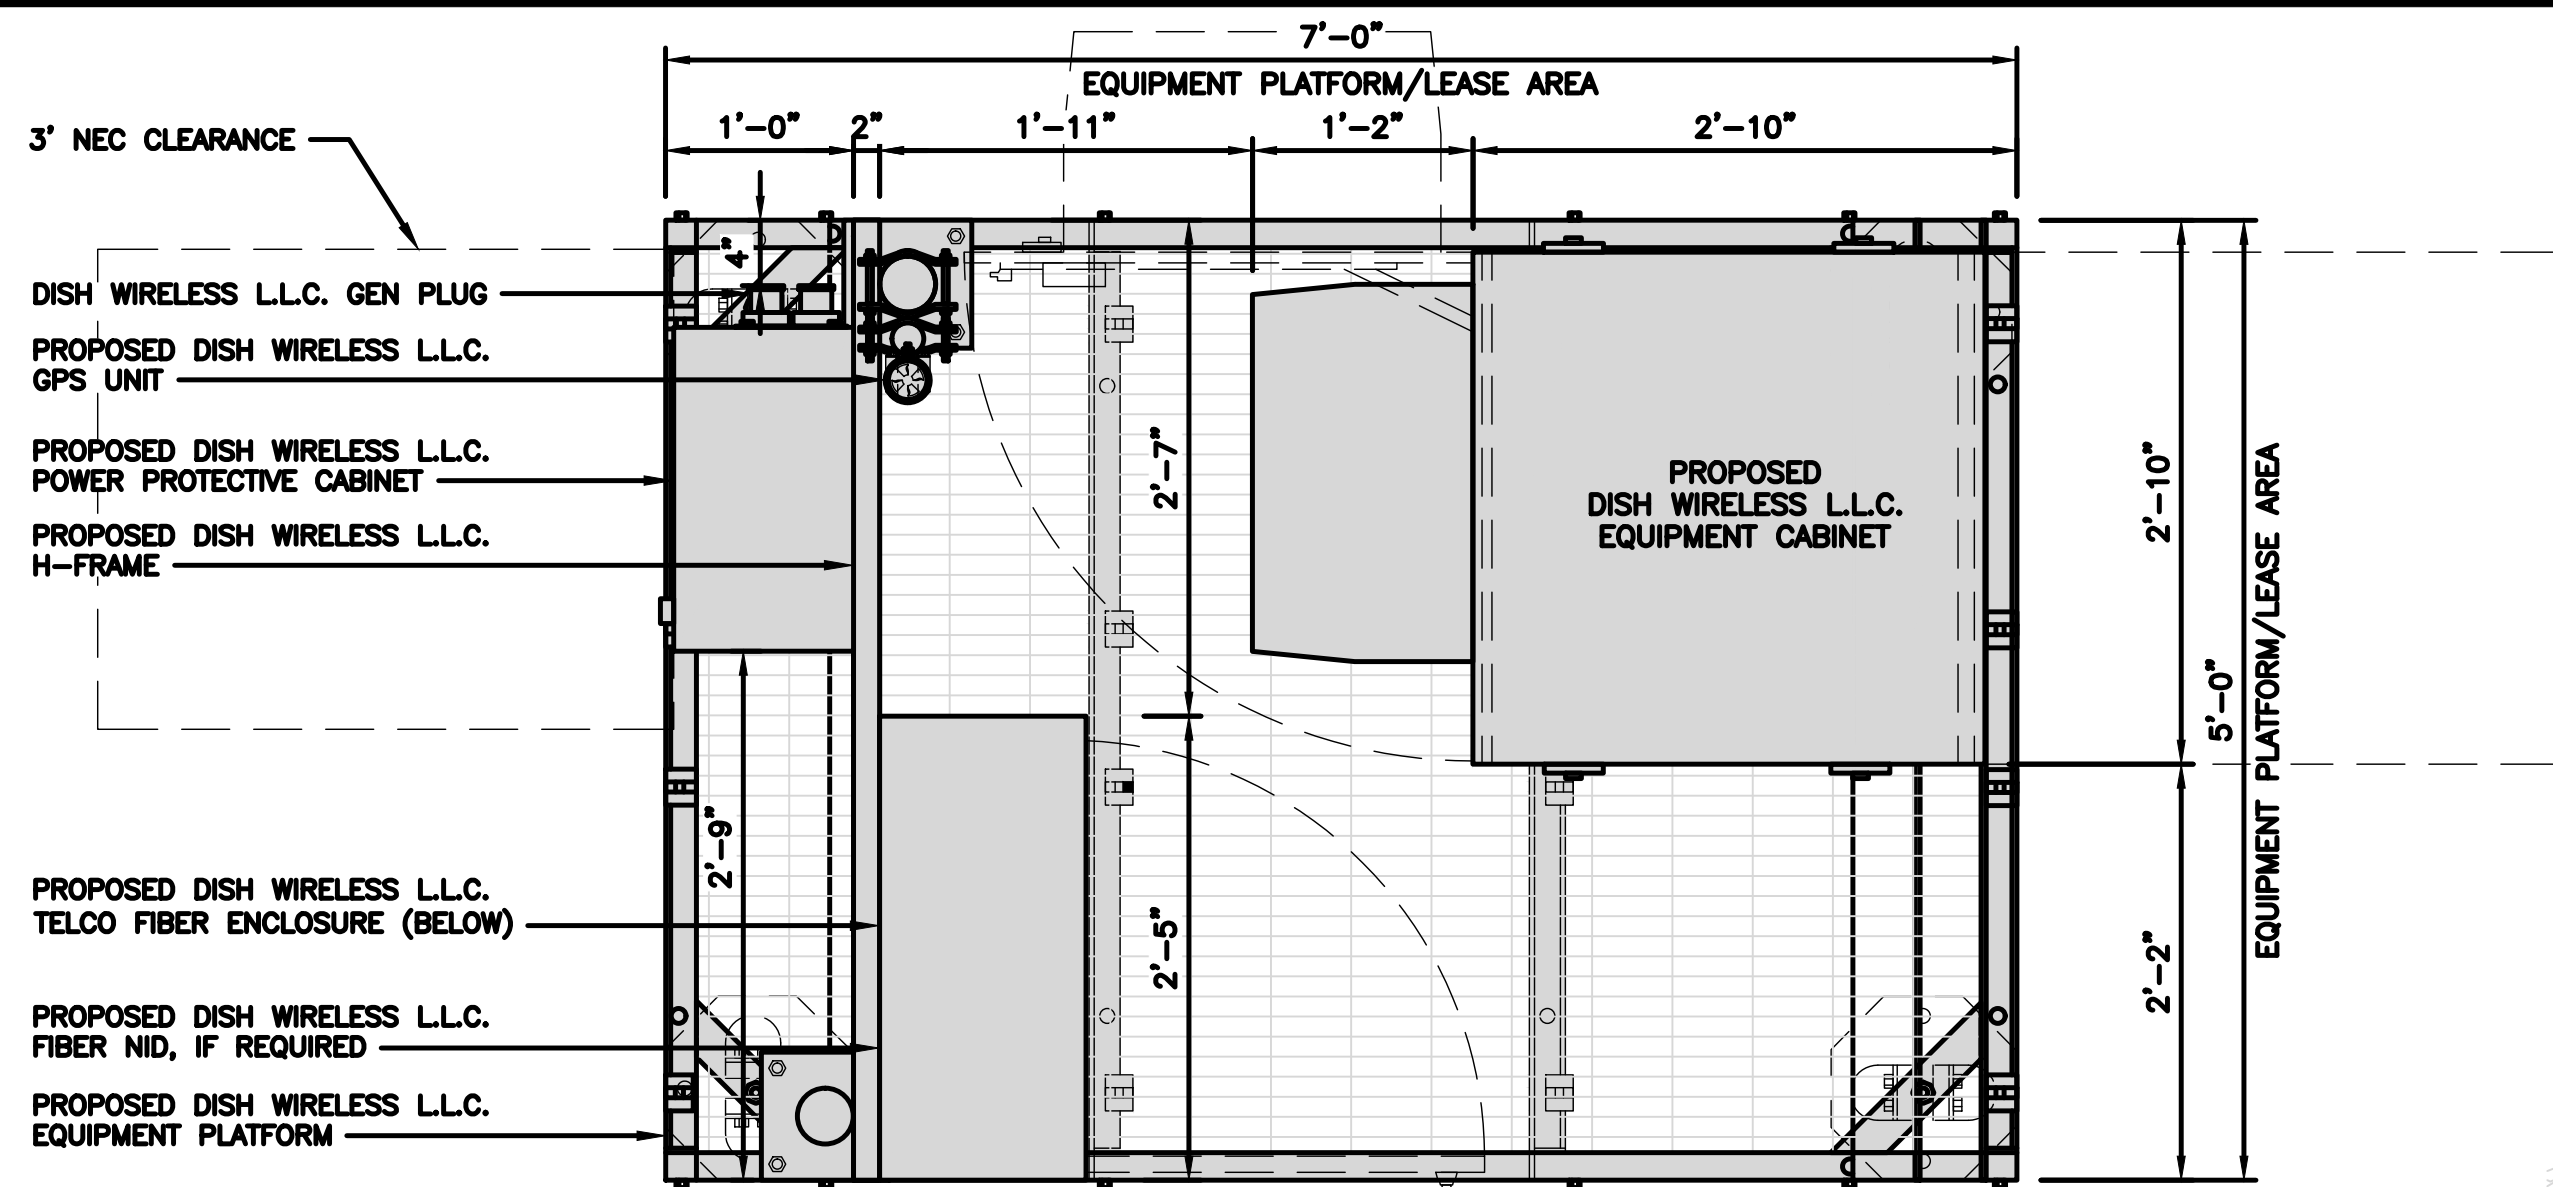 7'-0"
EQUIPMENT PLATFORM/LEASE AREA
1'-0" 2" 1'-11" 1'-2" 2'-10"
3' NEC CLEARANCE
4"
DISH WIRELESS L.L.C. GEN PLUG
PROPOSED DISH WIRELESS L.L.C.
GPS UNIT
PROPOSED DISH WIRELESS L.L.C.
POWER PROTECTIVE CABINET
PROPOSED DISH WIRELESS L.L.C.
H-FRAME
2'-7"
PROPOSED
DISH WIRELESS L.L.C.
EQUIPMENT CABINET
2'-10"
5'-0"
EQUIPMENT PLATFORM/LEASE AREA
2'-9"
2'-5"
2'-2"
PROPOSED DISH WIRELESS L.L.C.
TELCO FIBER ENCLOSURE (BELOW)
PROPOSED DISH WIRELESS L.L.C.
FIBER NID, IF REQUIRED
PROPOSED DISH WIRELESS L.L.C.
EQUIPMENT PLATFORM